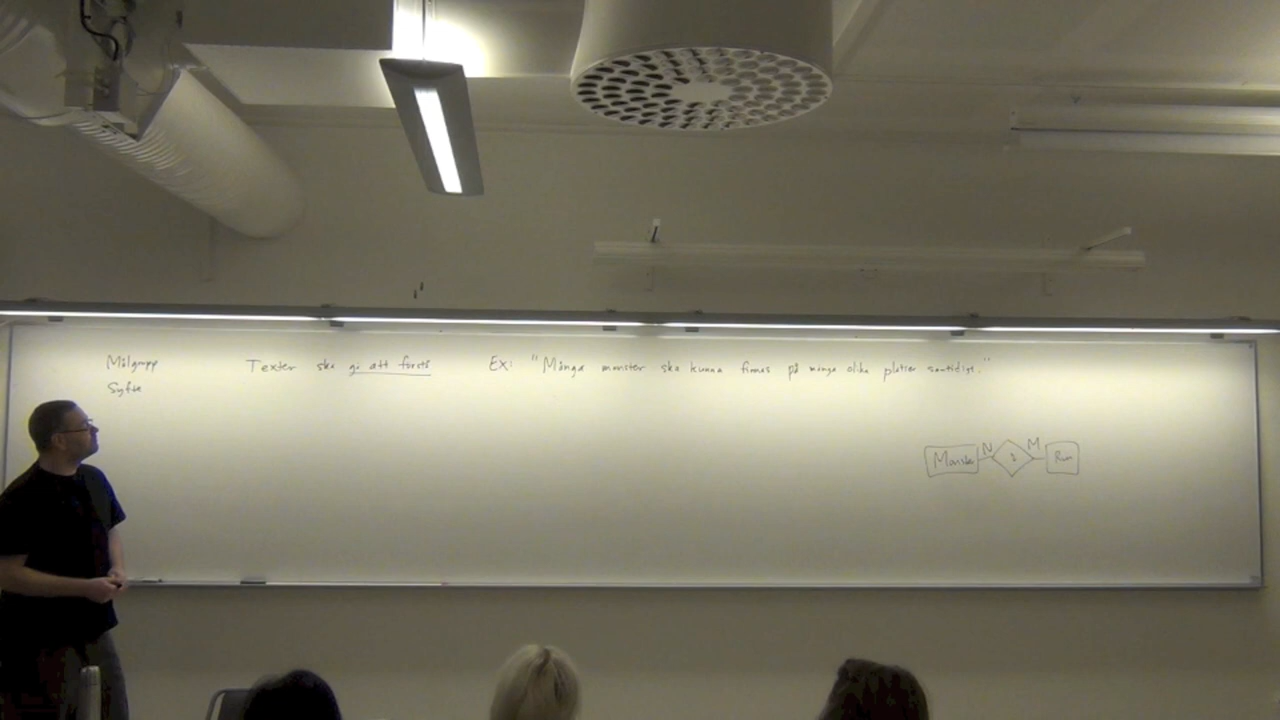 Målgrupp
Syfte
Texter ska gå att förstå
Ex: "Många monster ska kunna finnas på många olika platser samtidigt."
Monster N ? M Rum